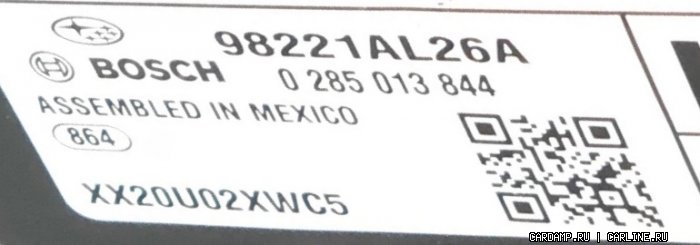 98221AL26A
BOSCH 0 285 013 844
ASSEMBLED IN MEXICO
864
XX20U02XWC5
CARDAMP.RU | CARLINE.RU